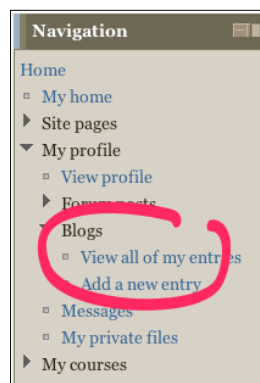 Navigation
Home
My home
Site pages
My profile
View profile
Forum posts
Blogs
View all of my entries
Add a new entry
Messages
My private files
My courses